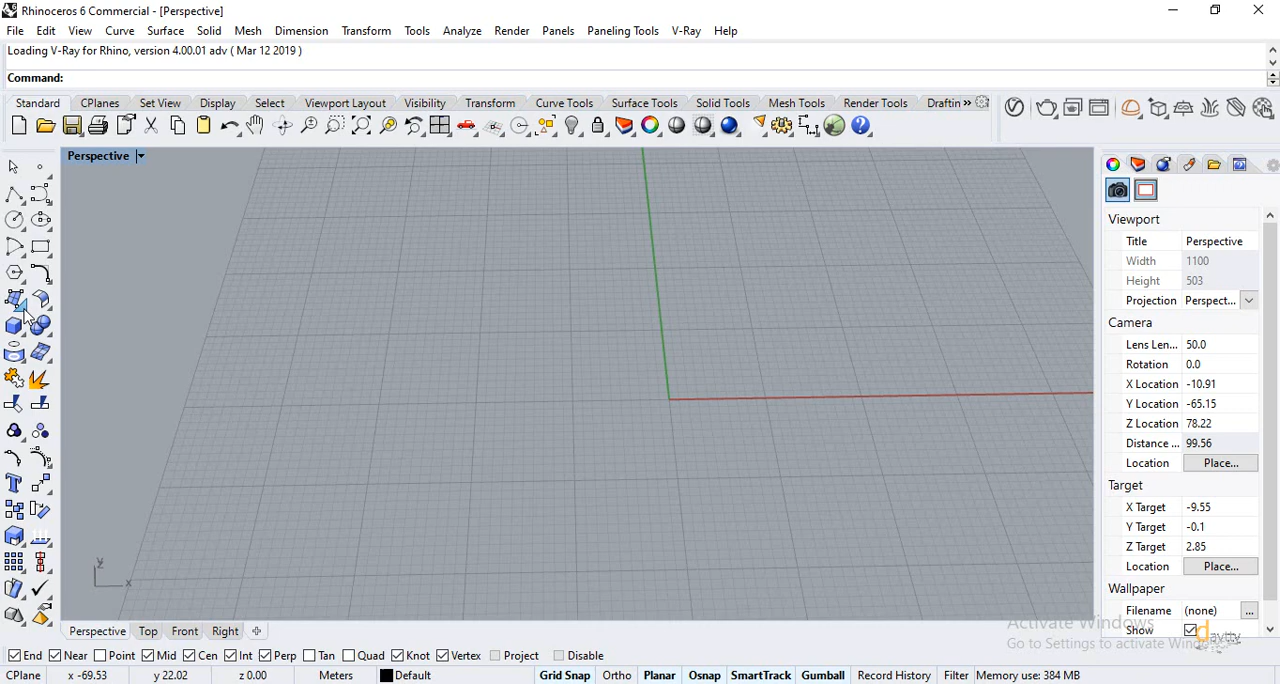 Rhinoceros 6 Commercial - [Perspective]
File Edit View Curve Surface Solid Mesh Dimension Transform Tools Analyze Render Panels Paneling Tools V-Ray Help
Loading V-Ray for Rhino, version 4.00.01 adv ( Mar 12 2019 )
Command:
Standard CPlanes Set View Display Select Viewport Layout Visibility Transform Curve Tools Surface Tools Solid Tools Mesh Tools Render Tools Draftin »
Perspective
Viewport
Title Perspective
Width 1100
Height 503
Projection Perspect...
Camera
Lens Len... 50.0
Rotation 0.0
X Location -10.91
Y Location -65.15
Z Location 78.22
Distance ... 99.56
Location Place...
Target
X Target -9.55
Y Target -0.1
Z Target 2.85
Location Place...
Wallpaper
Filename (none) ...
Show
y
x
Activate Windows
Go to Settings to activate
Perspective Top Front Right
End Near Point Mid Cen Int Perp Tan Quad Knot Vertex Project Disable
CPlane x -69.53 y 22.02 z 0.00 Meters Default Grid Snap Ortho Planar Osnap SmartTrack Gumball Record History Filter Memory use: 384 MB